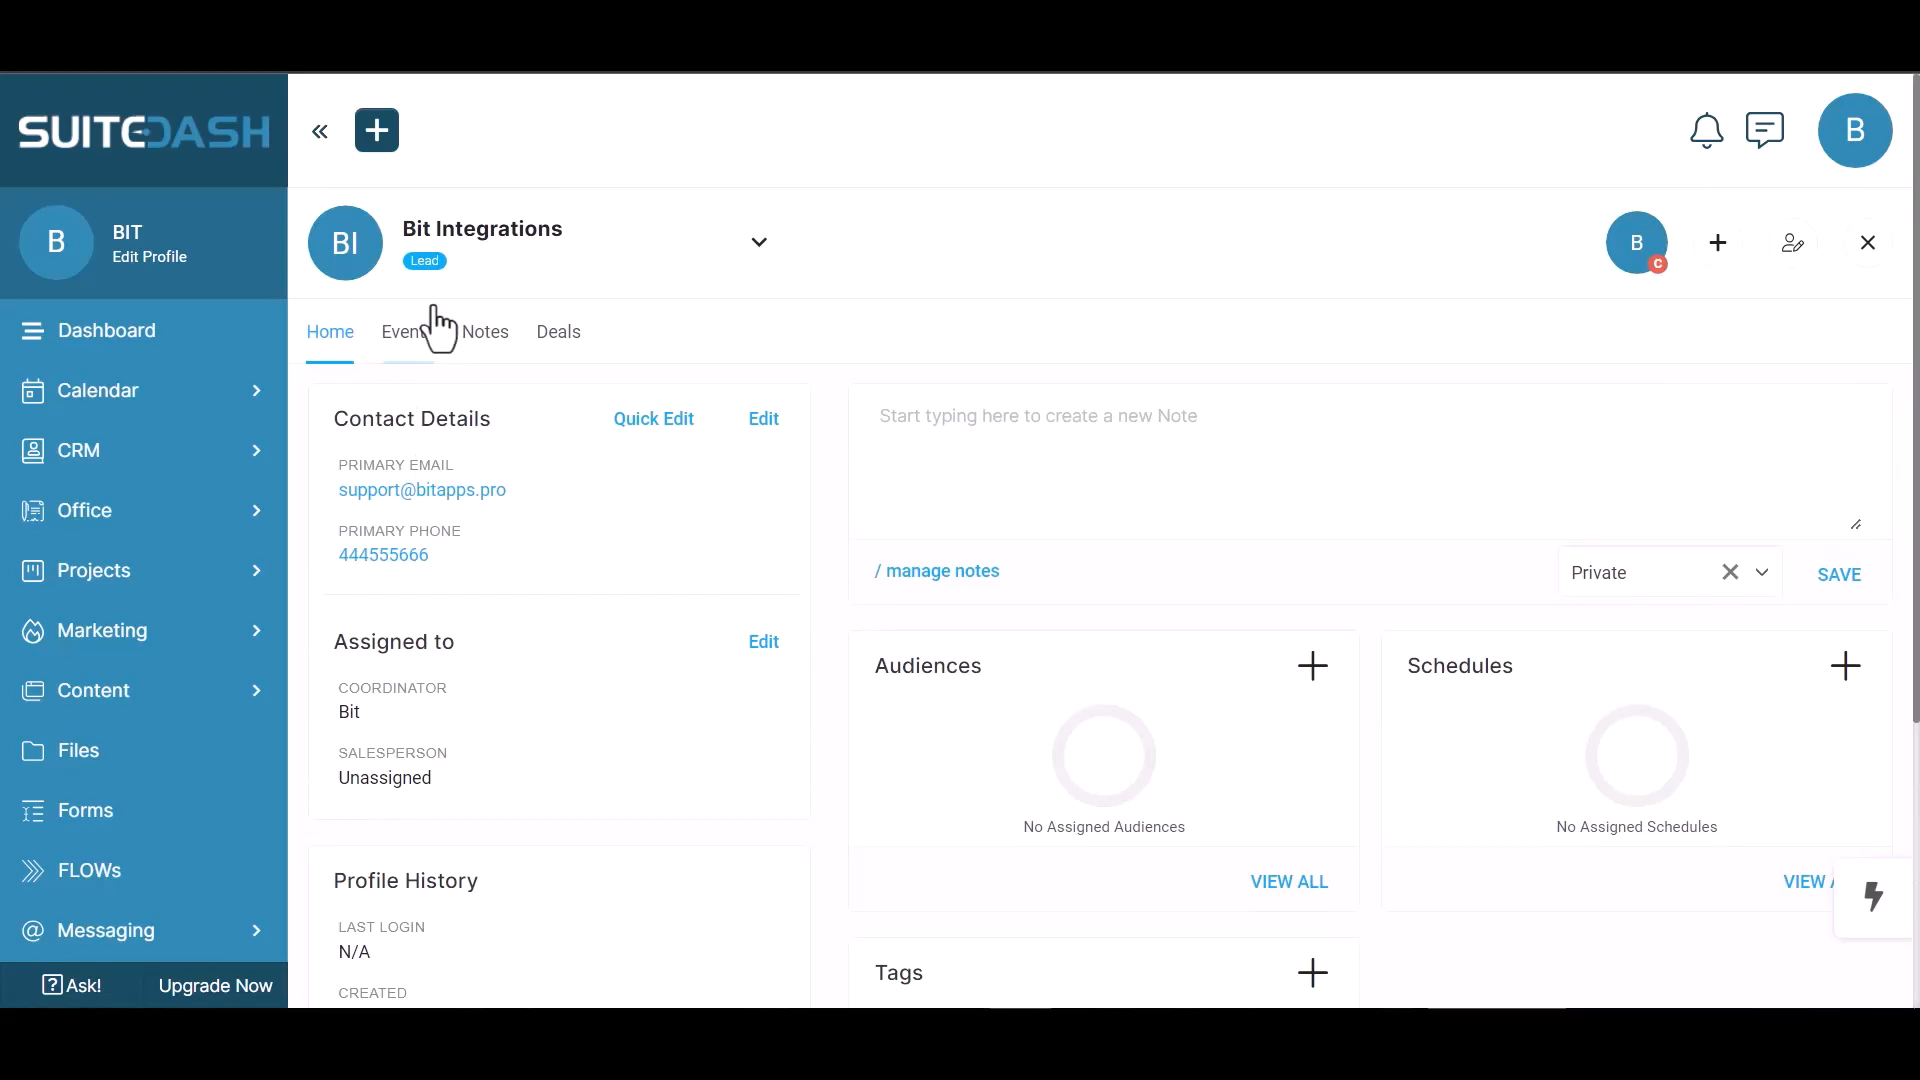 SUITEDASH
B
B
BIT
Edit Profile
BI
Bit Integrations
Lead
B
C
Dashboard
Calendar
CRM
Office
Projects
Marketing
Content
Files
Forms
FLOWs
Messaging
? Ask!
Upgrade Now
Home
Notes
Deals
Contact Details
Quick Edit
Edit
PRIMARY EMAIL
support@bitapps.pro
PRIMARY PHONE
444555666
Assigned to
Edit
COORDINATOR
Bit
SALESPERSON
Unassigned
Profile History
LAST LOGIN
N/A
CREATED
Start typing here to create a new Note
/ manage notes
Private
SAVE
Audiences
No Assigned Audiences
VIEW ALL
Schedules
No Assigned Schedules
VIEW
Tags